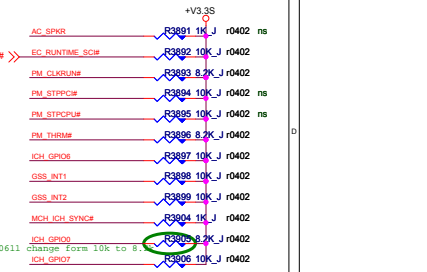 +V3.3S
AC_SPKR R3891 1K_J r0402 ns
EC_RUNTIME_SCI# R3892 10K_J r0402
PM_CLKRUN# R3893 8.2K_J r0402
PM_STPPCI# R3894 10K_J r0402 ns
PM_STPCPU# R3895 10K_J r0402 ns
D
PM_THRM# R3896 8.2K_J r0402
ICH_GPIO6 R3897 10K_J r0402
GSS_INT1 R3898 10K_J r0402
GSS_INT2 R3899 10K_J r0402
MCH_ICH_SYNC# R3904 1K_J r0402
ICH_GPIO0 R3905 8.2K_J r0402
0611 change form 10k to 8.
ICH_GPIO7 R3906 10K_J r0402